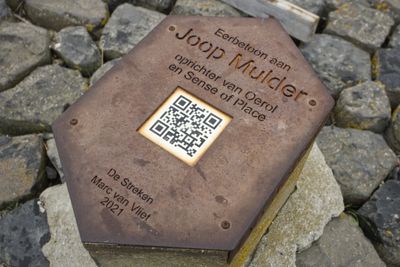 Eerbetoon aan
Joop Mulder
oprichter van Oerol
en Sense of Place
De Streken
Marc van Vliet
2021